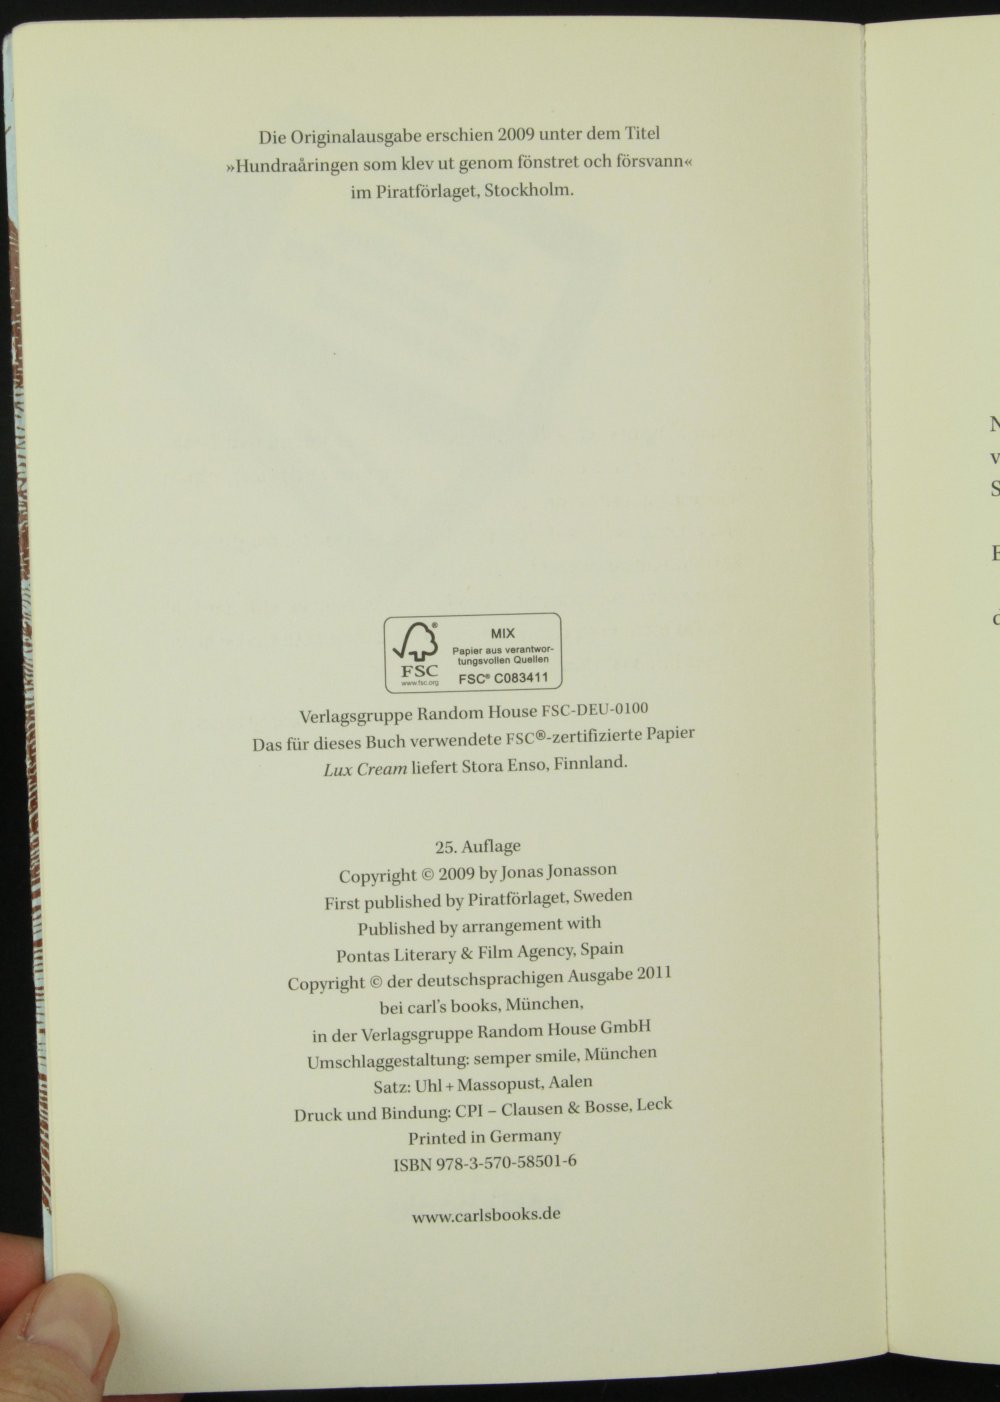 Die Originalausgabe erschien 2009 unter dem Titel
»Hundraåringen som klev ut genom fönstret och försvann«
im Piratförlaget, Stockholm.
MIX
Papier aus verantwor-
tungsvollen Quellen
FSC® C083411
FSC
www.fsc.org
Verlagsgruppe Random House FSC-DEU-0100
Das für dieses Buch verwendete FSC®-zertifizierte Papier
Lux Cream liefert Stora Enso, Finnland.
25. Auflage
Copyright © 2009 by Jonas Jonasson
First published by Piratförlaget, Sweden
Published by arrangement with
Pontas Literary & Film Agency, Spain
Copyright © der deutschsprachigen Ausgabe 2011
bei carl's books, München,
in der Verlagsgruppe Random House GmbH
Umschlaggestaltung: semper smile, München
Satz: Uhl + Massopust, Aalen
Druck und Bindung: CPI – Clausen & Bosse, Leck
Printed in Germany
ISBN 978-3-570-58501-6
www.carlsbooks.de